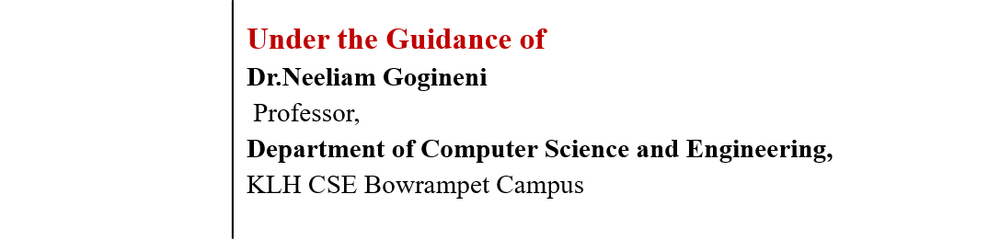 Under the Guidance of
Dr.Neeliam Gogineni
Professor,
Department of Computer Science and Engineering,
KLH CSE Bowrampet Campus